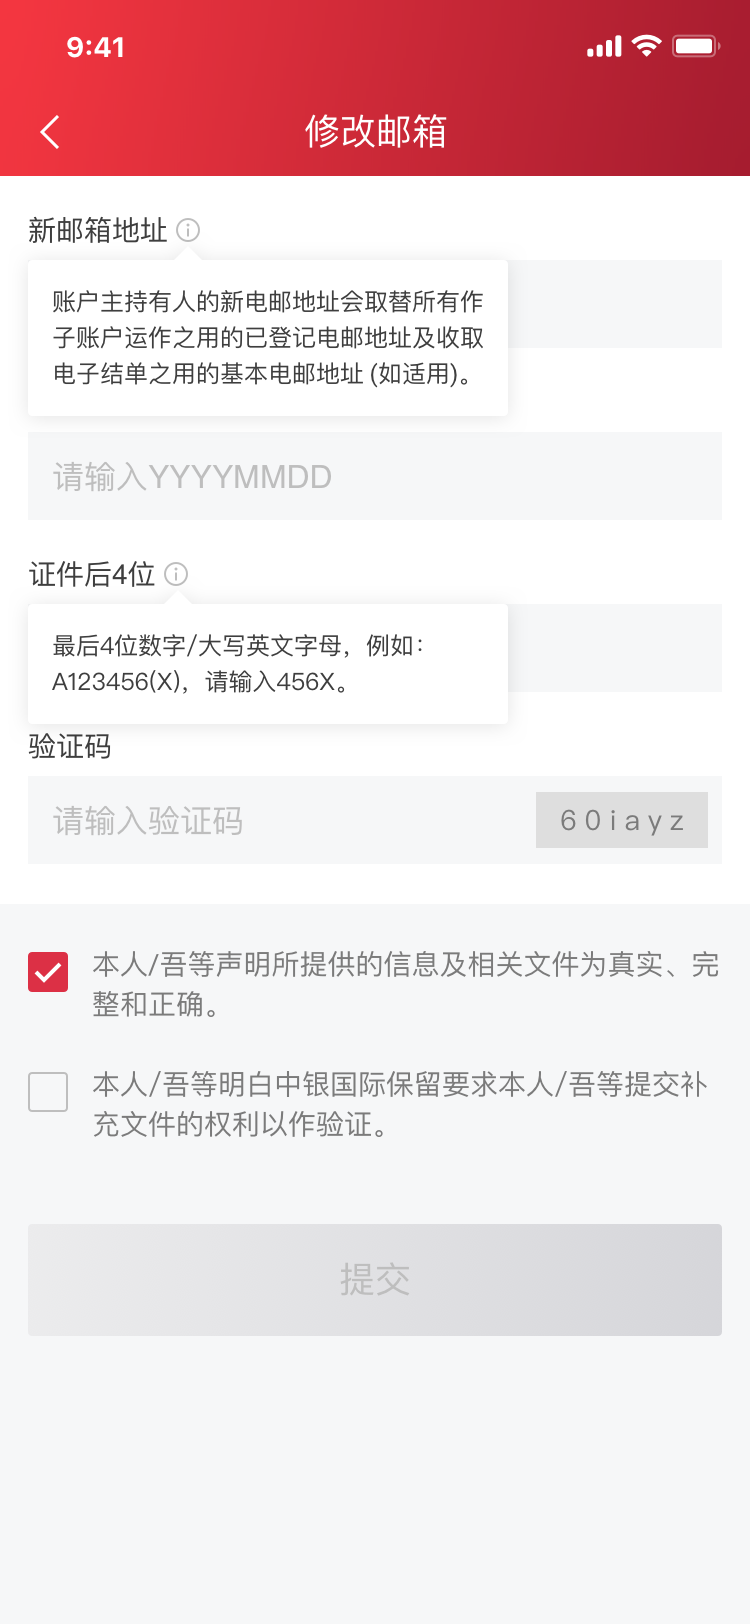 9:41
修改邮箱
新邮箱地址
账户主持有人的新电邮地址会取替所有作
子账户运作之用的已登记电邮地址及收取
电子结单之用的基本电邮地址 (如适用)。
请输入YYYYMMDD
证件后4位
最后4位数字/大写英文字母，例如：
A123456(X)，请输入456X。
验证码
请输入验证码
60iayz
本人/吾等声明所提供的信息及相关文件为真实、完
整和正确。
本人/吾等明白中银国际保留要求本人/吾等提交补
充文件的权利以作验证。
提交